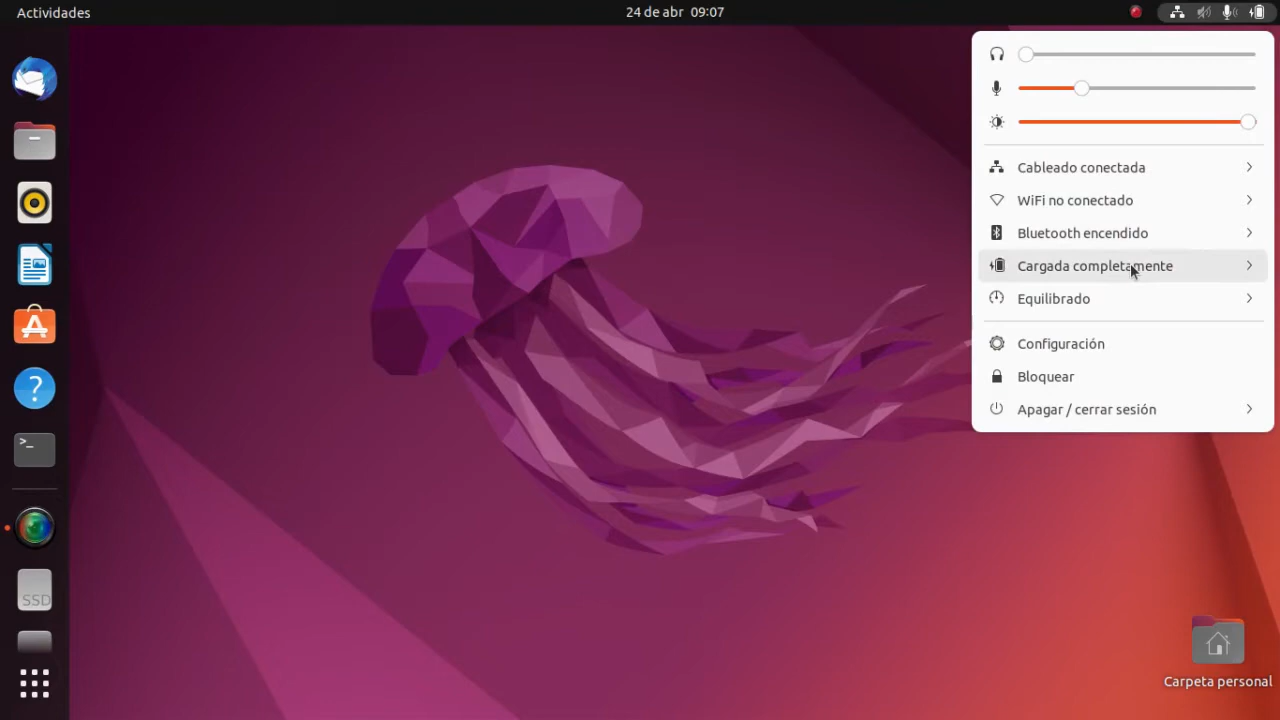 Actividades
24 de abr 09:07
Cableado conectada
WiFi no conectado
Bluetooth encendido
Cargada completamente
Equilibrado
Configuración
Bloquear
Apagar / cerrar sesión
?
>_
SSD
Carpeta personal